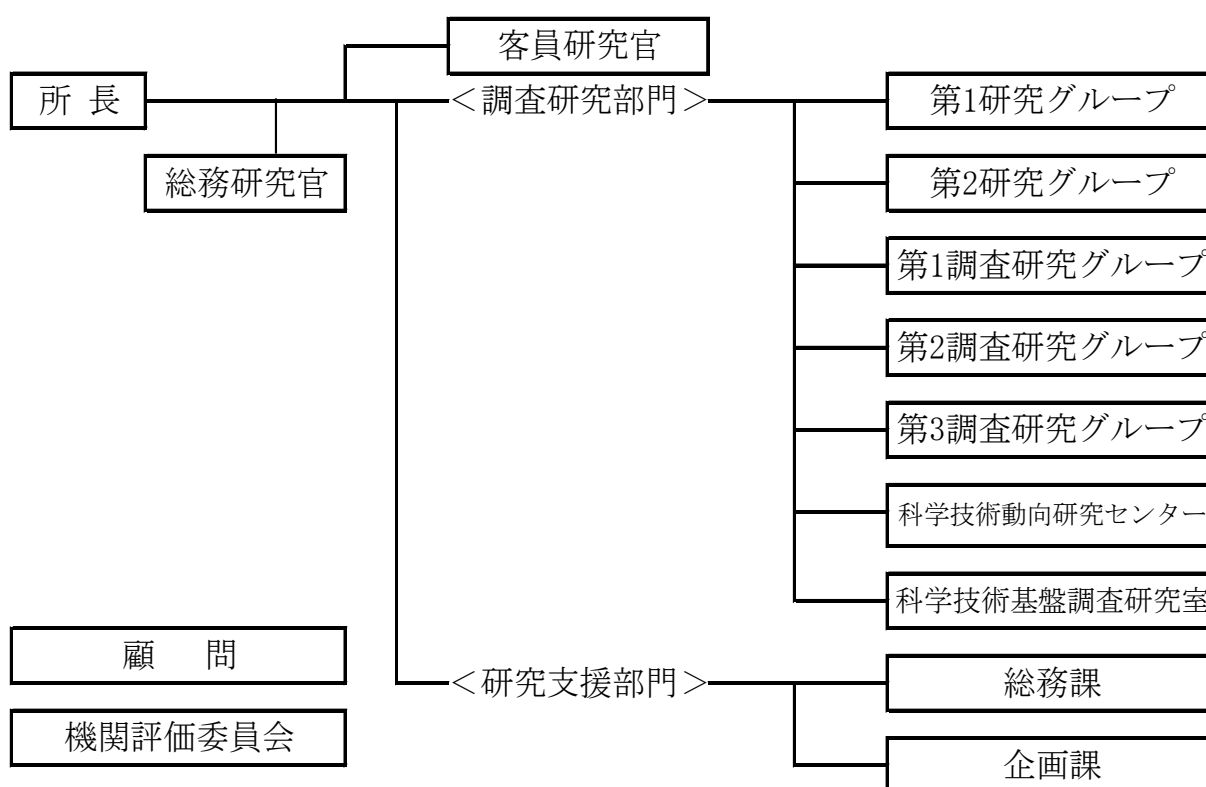 客員研究官
所 長
＜調査研究部門＞
第1研究グループ
総務研究官
第2研究グループ
第1調査研究グループ
第2調査研究グループ
第3調査研究グループ
科学技術動向研究センター
科学技術基盤調査研究室
顧 問
＜研究支援部門＞
総務課
機関評価委員会
企画課